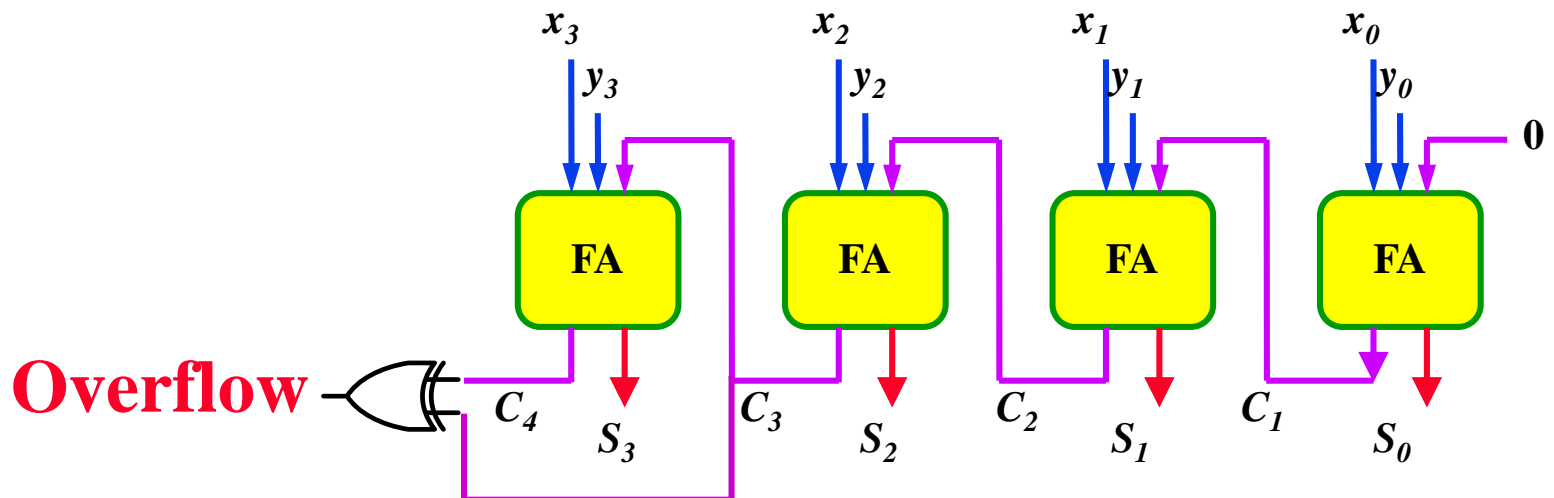 x3 x2 x1 x0
y3 y2 y1 y0
0
FA FA FA FA
Overflow
C4 C3 C2 C1
S3 S2 S1 S0